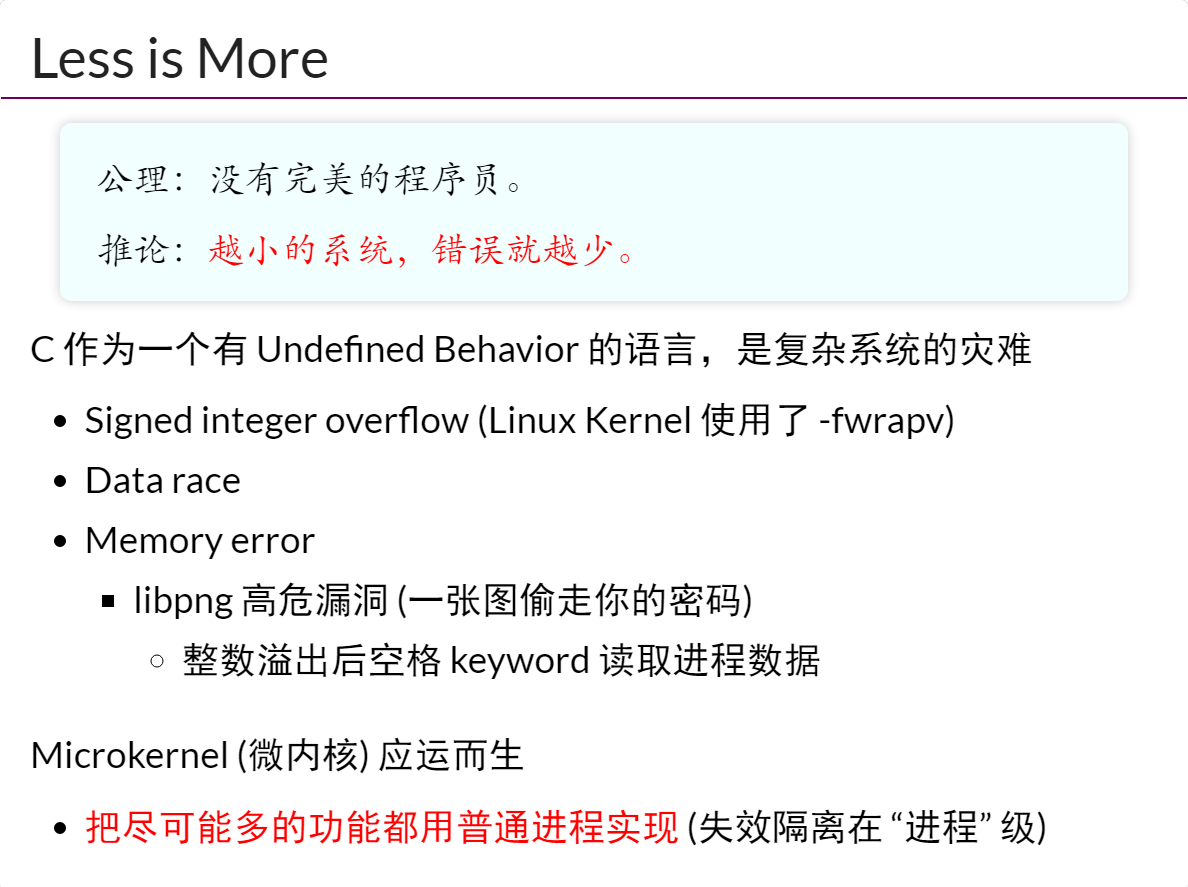 Less is More
公理：没有完美的程序员。
推论：越小的系统，错误就越少。
C 作为一个有 Undefined Behavior 的语言，是复杂系统的灾难
Signed integer overflow (Linux Kernel 使用了 -fwrapv)
Data race
Memory error
libpng 高危漏洞 (一张图偷走你的密码)
整数溢出后空格 keyword 读取进程数据
Microkernel (微内核) 应运而生
把尽可能多的功能都用普通进程实现 (失效隔离在 “进程” 级)